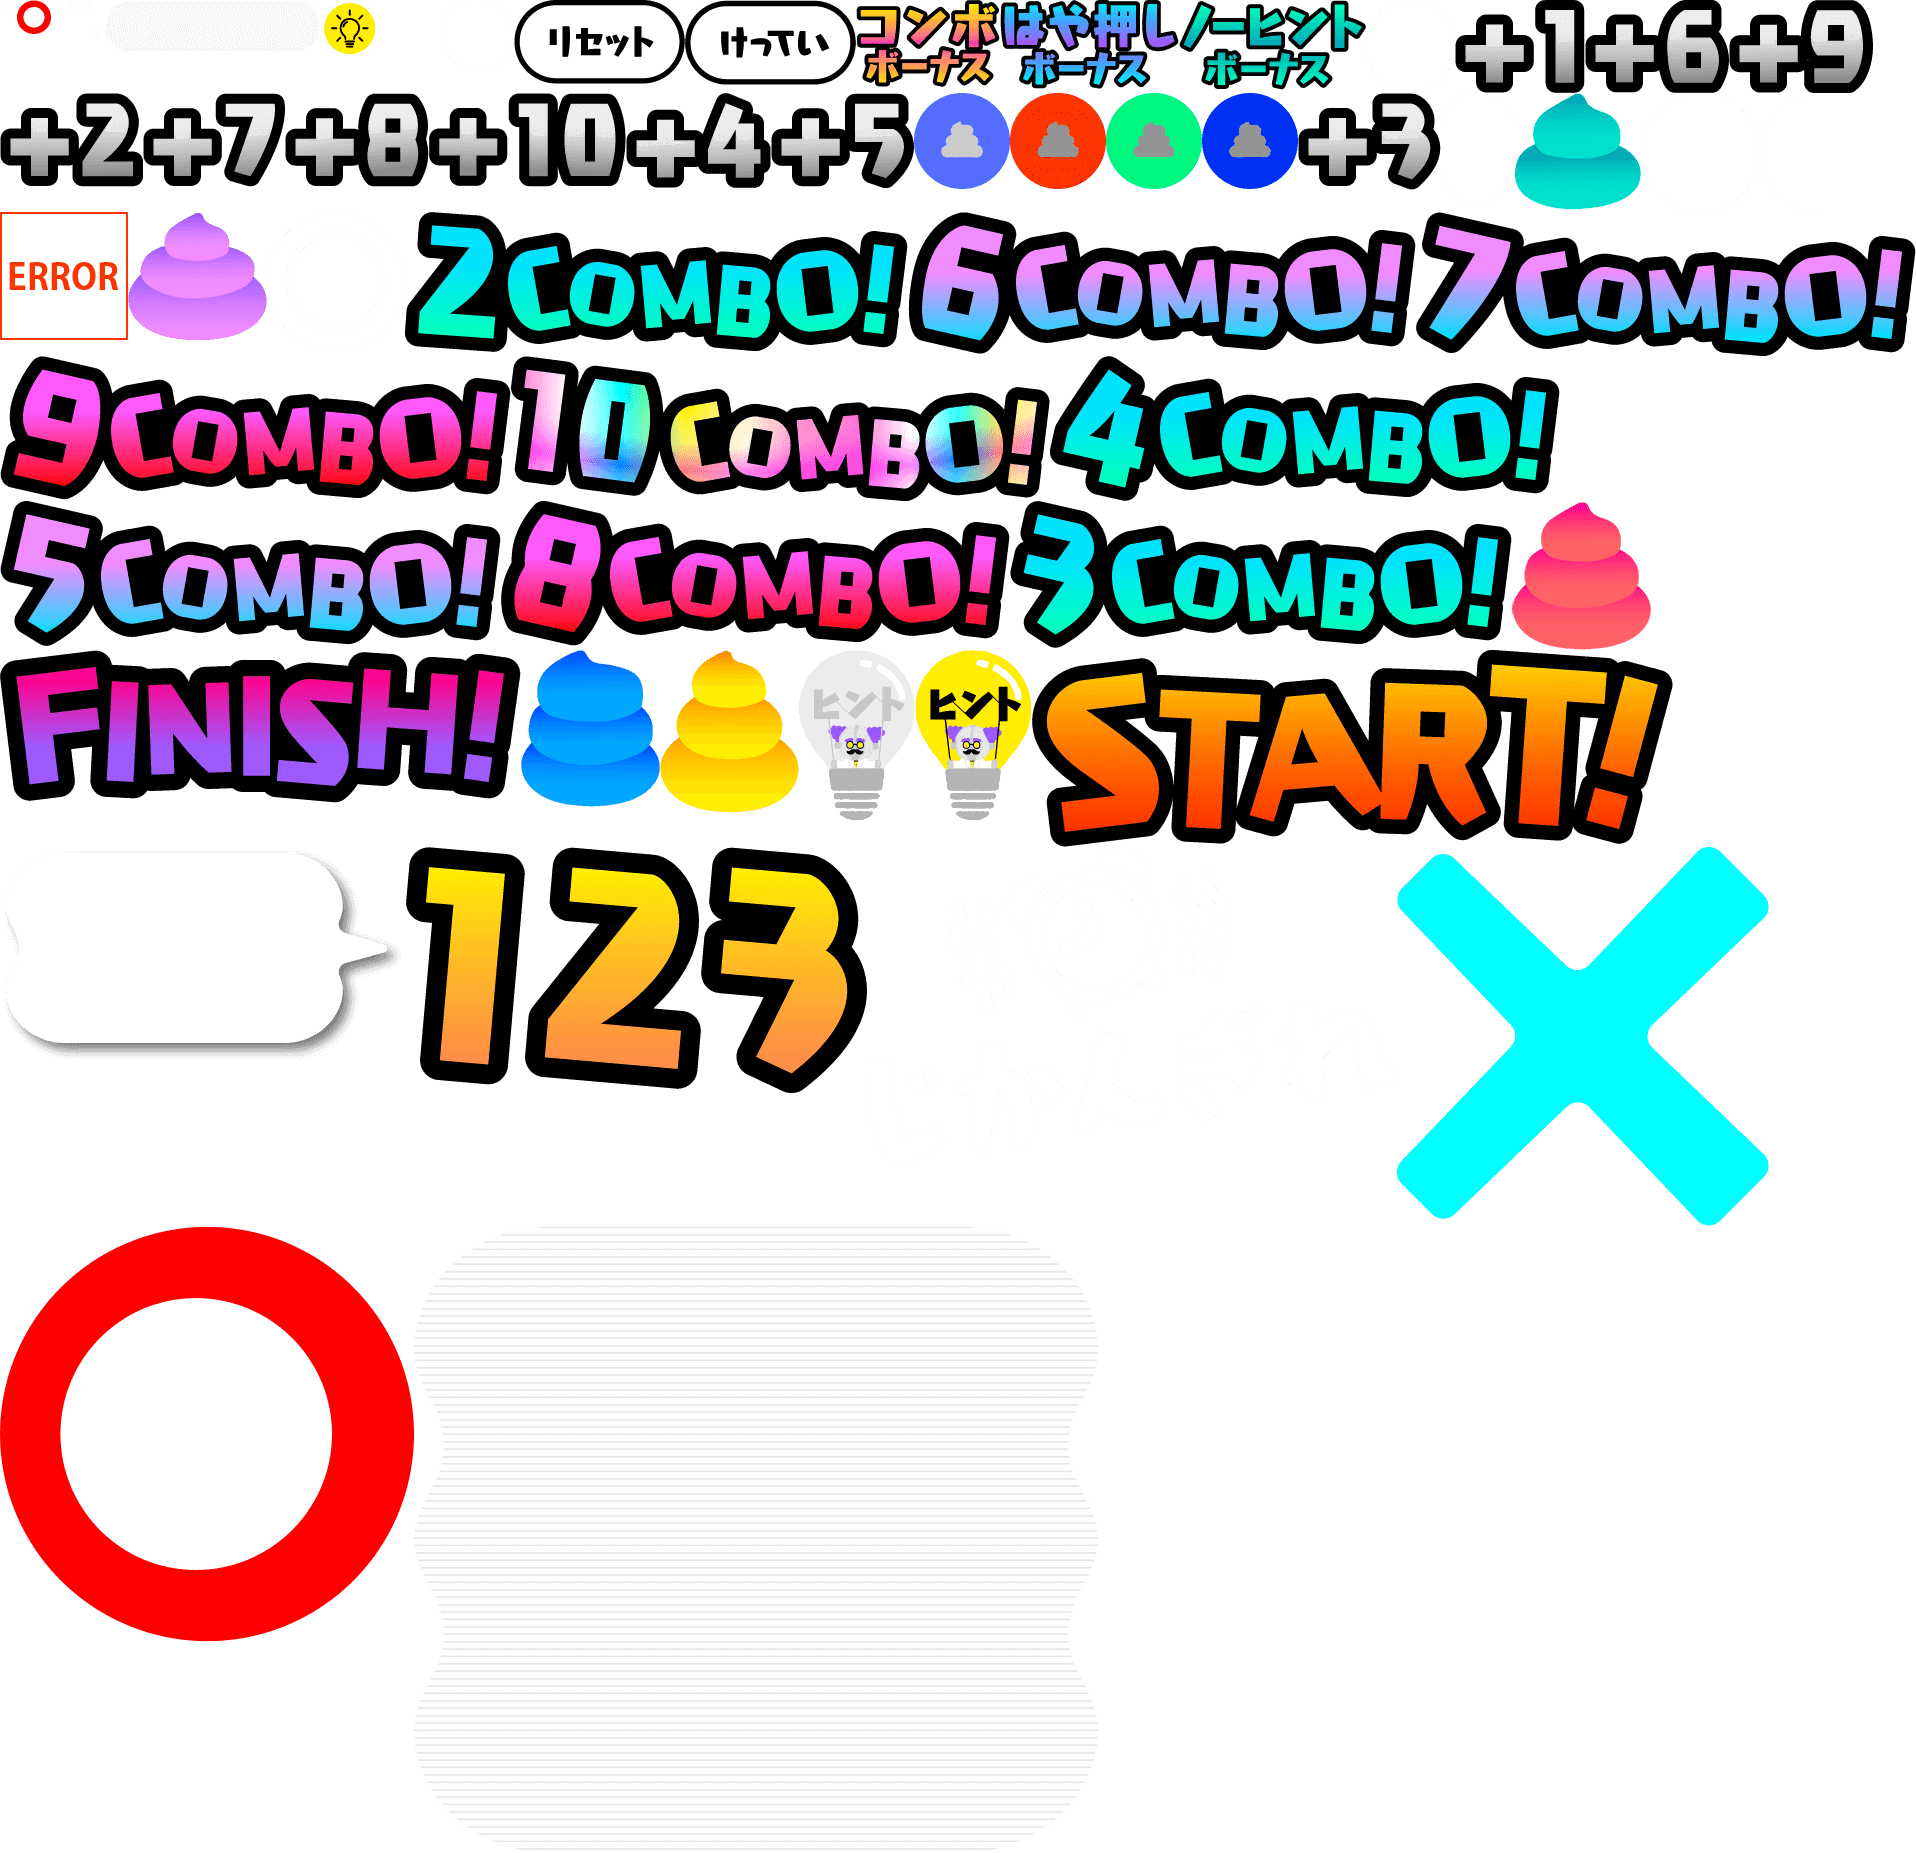 リセット けってい コンボ はや押し ノーヒント +1 +6 +9
ボーナス ボーナス ボーナス
+2 +7 +8 +10 +4 +5 +3
ERROR 2COMBO! 6COMBO! 7COMBO!
9COMBO! 10COMBO! 4COMBO!
5COMBO! 8COMBO! 3COMBO!
FINISH! ヒント ヒント START!
1 2 3